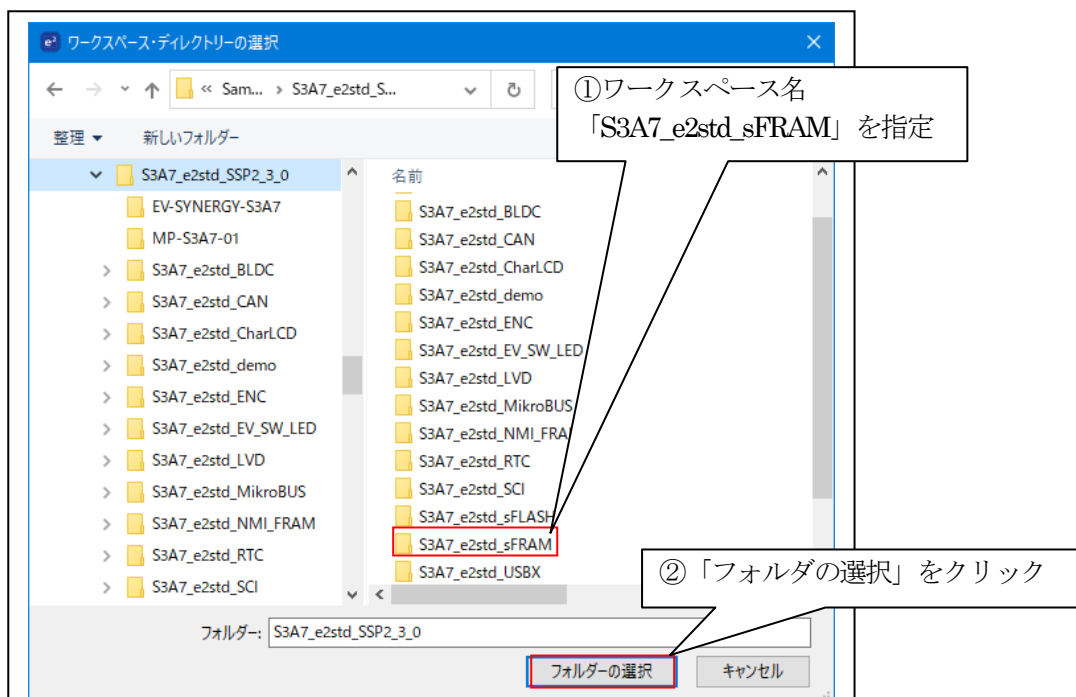 e²
ワークスペース・ディレクトリーの選択
« Sam... › S3A7_e2std_S...
①ワークスペース名
「S3A7_e2std_sFRAM」を指定
整理 新しいフォルダー
S3A7_e2std_SSP2_3_0
EV-SYNERGY-S3A7
MP-S3A7-01
S3A7_e2std_BLDC
S3A7_e2std_CAN
S3A7_e2std_CharLCD
S3A7_e2std_demo
S3A7_e2std_ENC
S3A7_e2std_EV_SW_LED
S3A7_e2std_LVD
S3A7_e2std_MikroBUS
S3A7_e2std_NMI_FRAM
S3A7_e2std_RTC
S3A7_e2std_SCI
名前
S3A7_e2std_BLDC
S3A7_e2std_CAN
S3A7_e2std_CharLCD
S3A7_e2std_demo
S3A7_e2std_ENC
S3A7_e2std_EV_SW_LED
S3A7_e2std_LVD
S3A7_e2std_MikroBUS
S3A7_e2std_NMI_FRA
S3A7_e2std_RTC
S3A7_e2std_SCI
S3A7_e2std_sFLASH
S3A7_e2std_sFRAM
S3A7_e2std_USBX
②「フォルダの選択」をクリック
フォルダー: S3A7_e2std_SSP2_3_0
フォルダーの選択 キャンセル